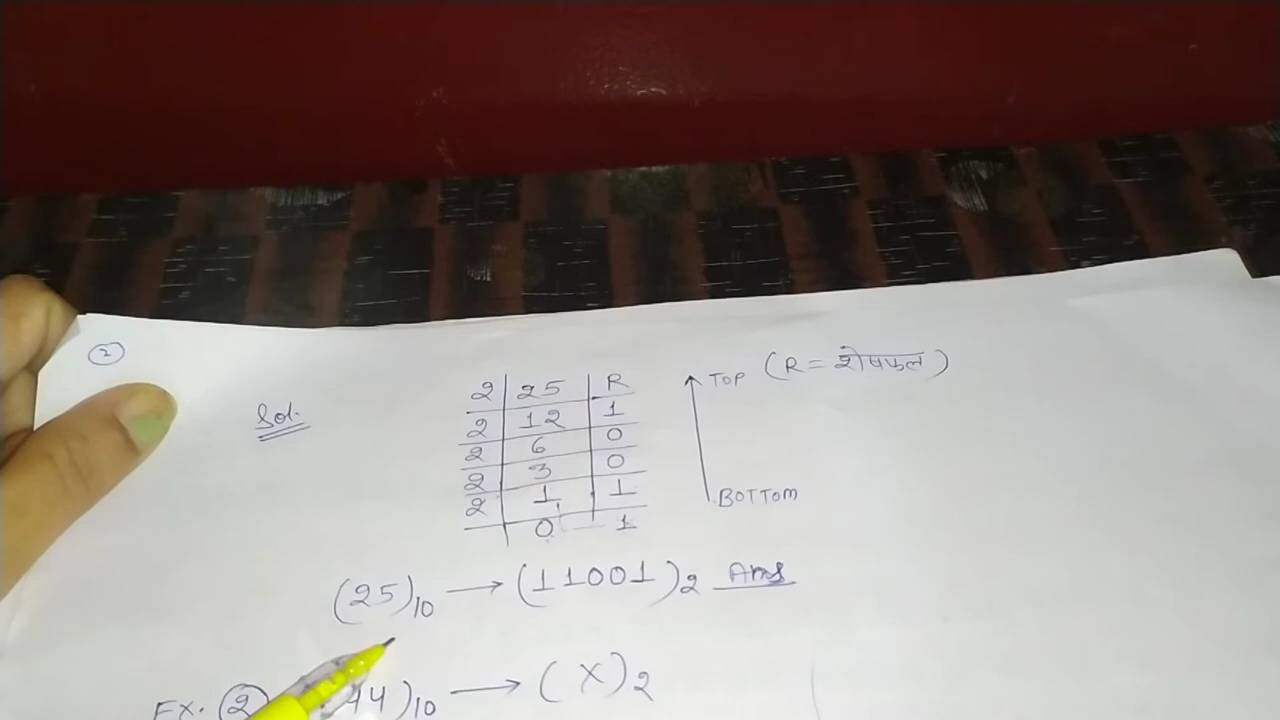 2
Sol.
2 25 R
2 12 1
2 6 0
2 3 0
2 1 1
0 1
TOP (R = शेषफल)
BOTTOM
(25)10 → (11001)2 Ans
EX. 2 44)10 → (X)2